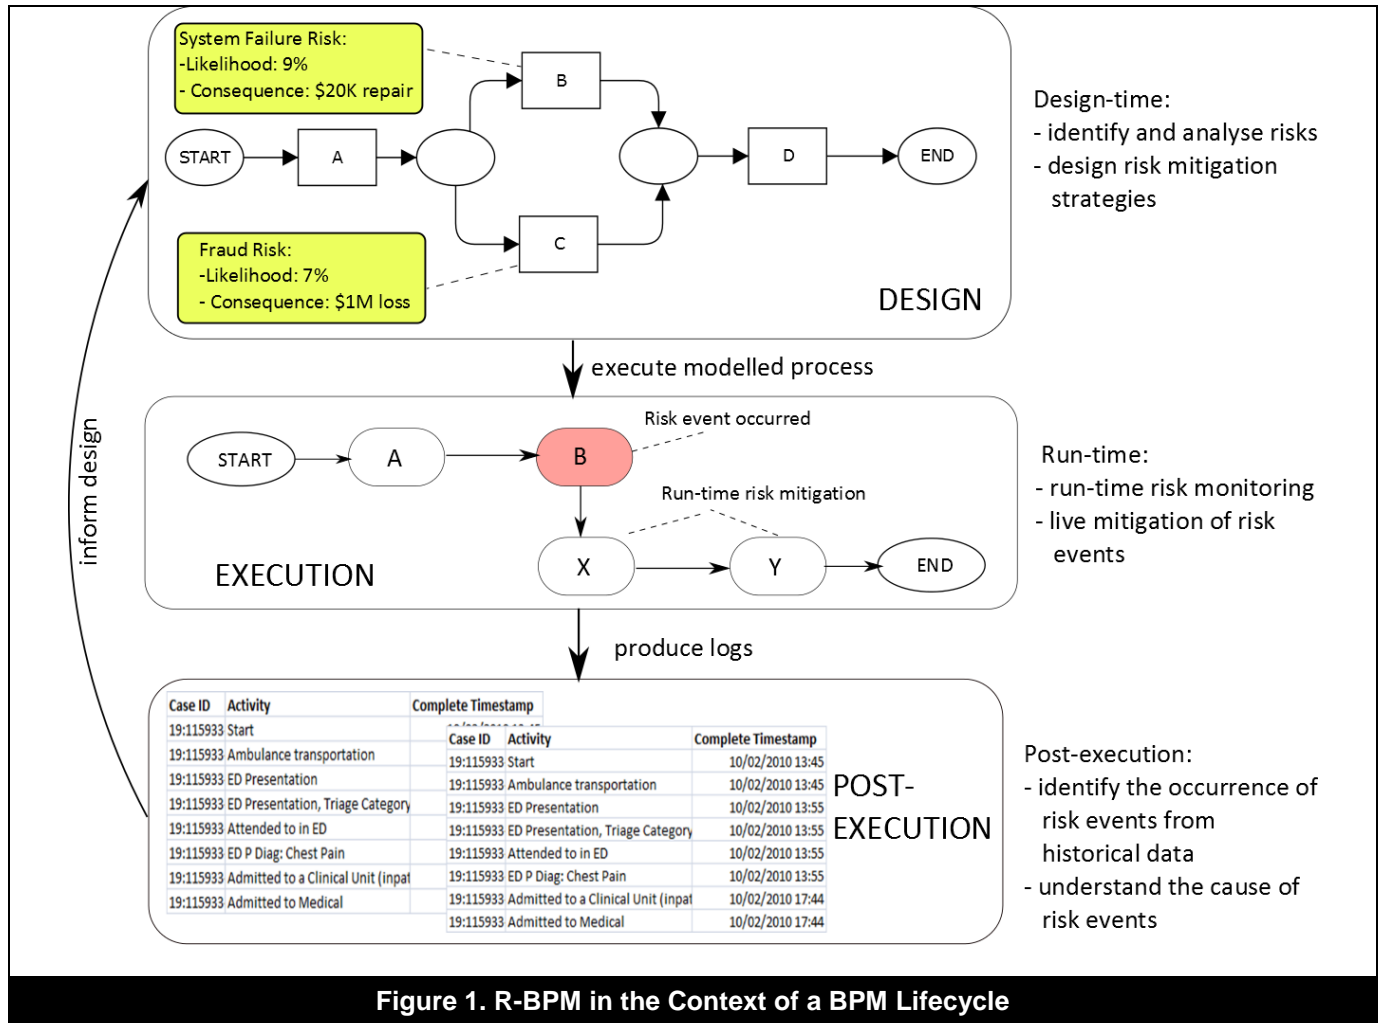 System Failure Risk:
-Likelihood: 9%
- Consequence: $20K repair
START
A
B
C
D
END
Fraud Risk:
-Likelihood: 7%
- Consequence: $1M loss
DESIGN
Design-time:
- identify and analyse risks
- design risk mitigation
strategies
execute modelled process
inform design
START
A
B
Risk event occurred
Run-time risk mitigation
X
Y
END
EXECUTION
Run-time:
- run-time risk monitoring
- live mitigation of risk
events
produce logs
Case ID Activity Complete Timestamp
19:115933 Start
19:115933 Ambulance transportation
19:115933 ED Presentation
19:115933 ED Presentation, Triage Category
19:115933 Attended to in ED
19:115933 ED P Diag: Chest Pain
19:115933 Admitted to a Clinical Unit (inpat
19:115933 Admitted to Medical
Case ID Activity Complete Timestamp
19:115933 Start 10/02/2010 13:45
19:115933 Ambulance transportation 10/02/2010 13:45
19:115933 ED Presentation 10/02/2010 13:55
19:115933 ED Presentation, Triage Category 10/02/2010 13:55
19:115933 Attended to in ED 10/02/2010 13:55
19:115933 ED P Diag: Chest Pain 10/02/2010 13:55
19:115933 Admitted to a Clinical Unit (inpat 10/02/2010 17:44
19:115933 Admitted to Medical 10/02/2010 17:44
POST-
EXECUTION
Post-execution:
- identify the occurrence of
risk events from
historical data
- understand the cause of
risk events
Figure 1. R-BPM in the Context of a BPM Lifecycle